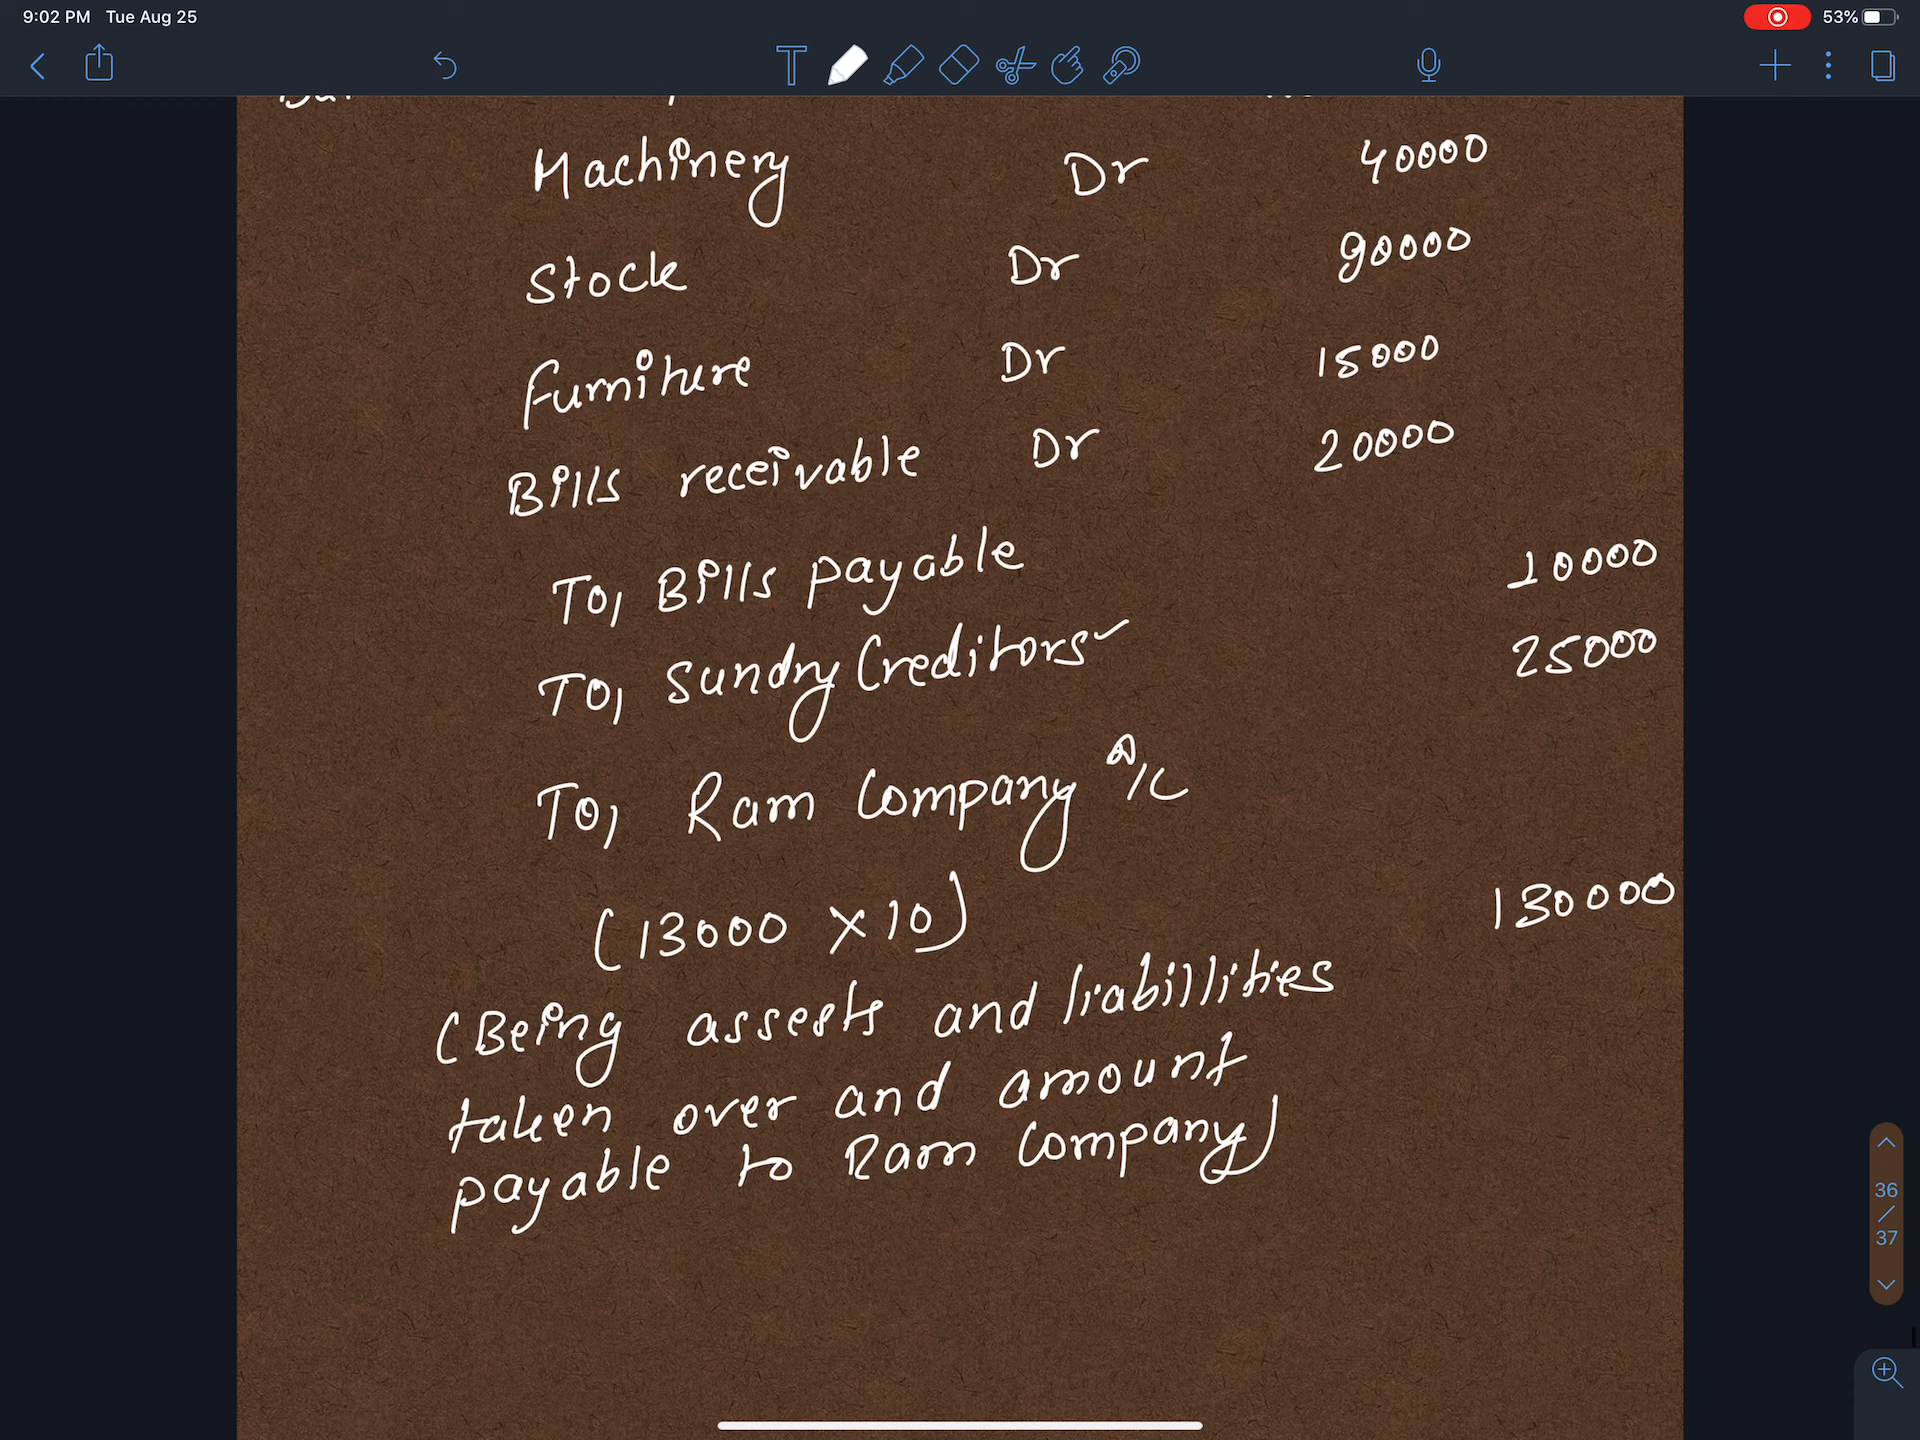 9:02 PM Tue Aug 25
53%
Machinery Dr 40000
Stock Dr 90000
furniture Dr 15000
Bills receivable Dr 20000
To, Bills payable 10000
To, Sundry Creditors 25000
To, Ram Company A/C
(13000 × 10) 130000
(Being assests and liabillities
taken over and amount
payable to Ram Company)
36
/
37